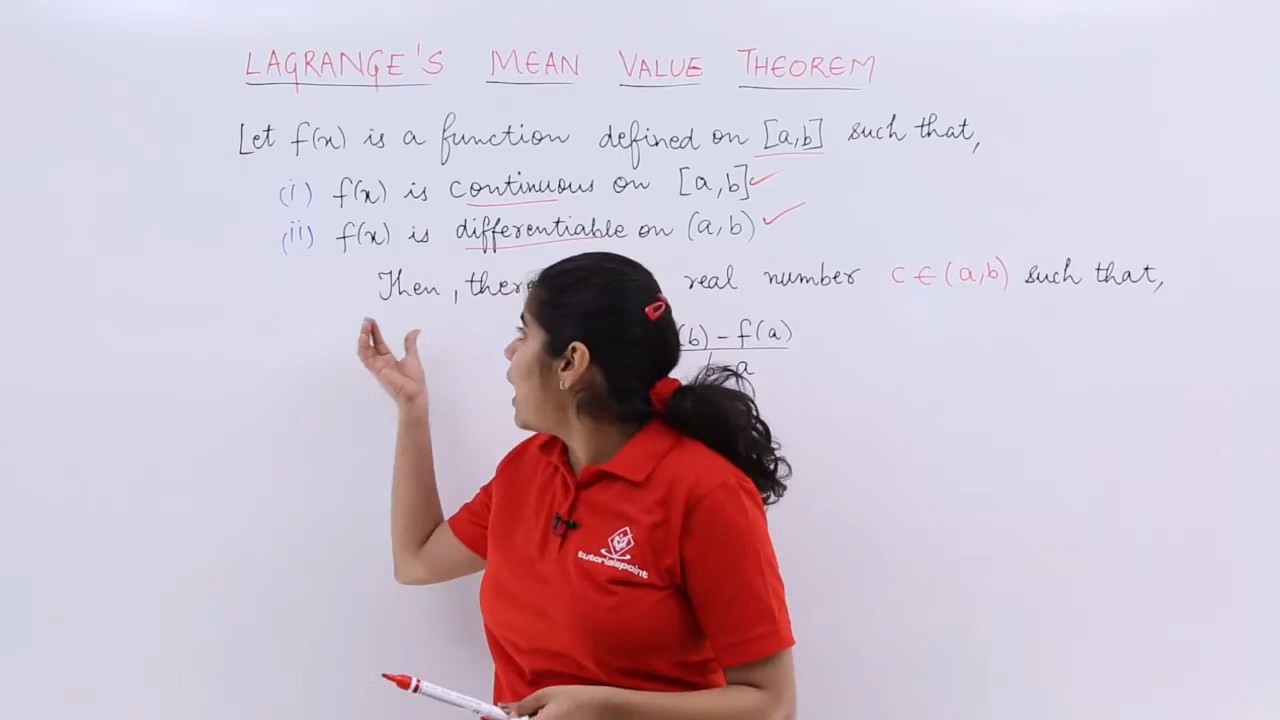 LAGRANGE'S MEAN VALUE THEOREM
Let f(x) is a function defined on [a,b] such that,
(i) f(x) is continuous on [a,b]
(ii) f(x) is differentiable on (a,b)
Then, there real number c ∈ (a,b) such that,
(b) - f(a)
b-a
tutorialspoint